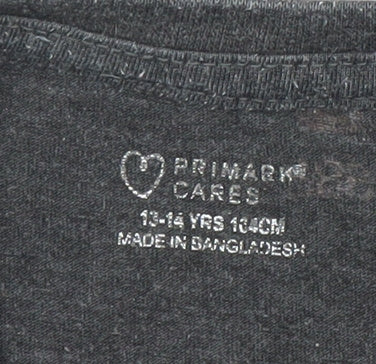 PRIMARK®
CARES
13-14 YRS 164CM
MADE IN BANGLADESH